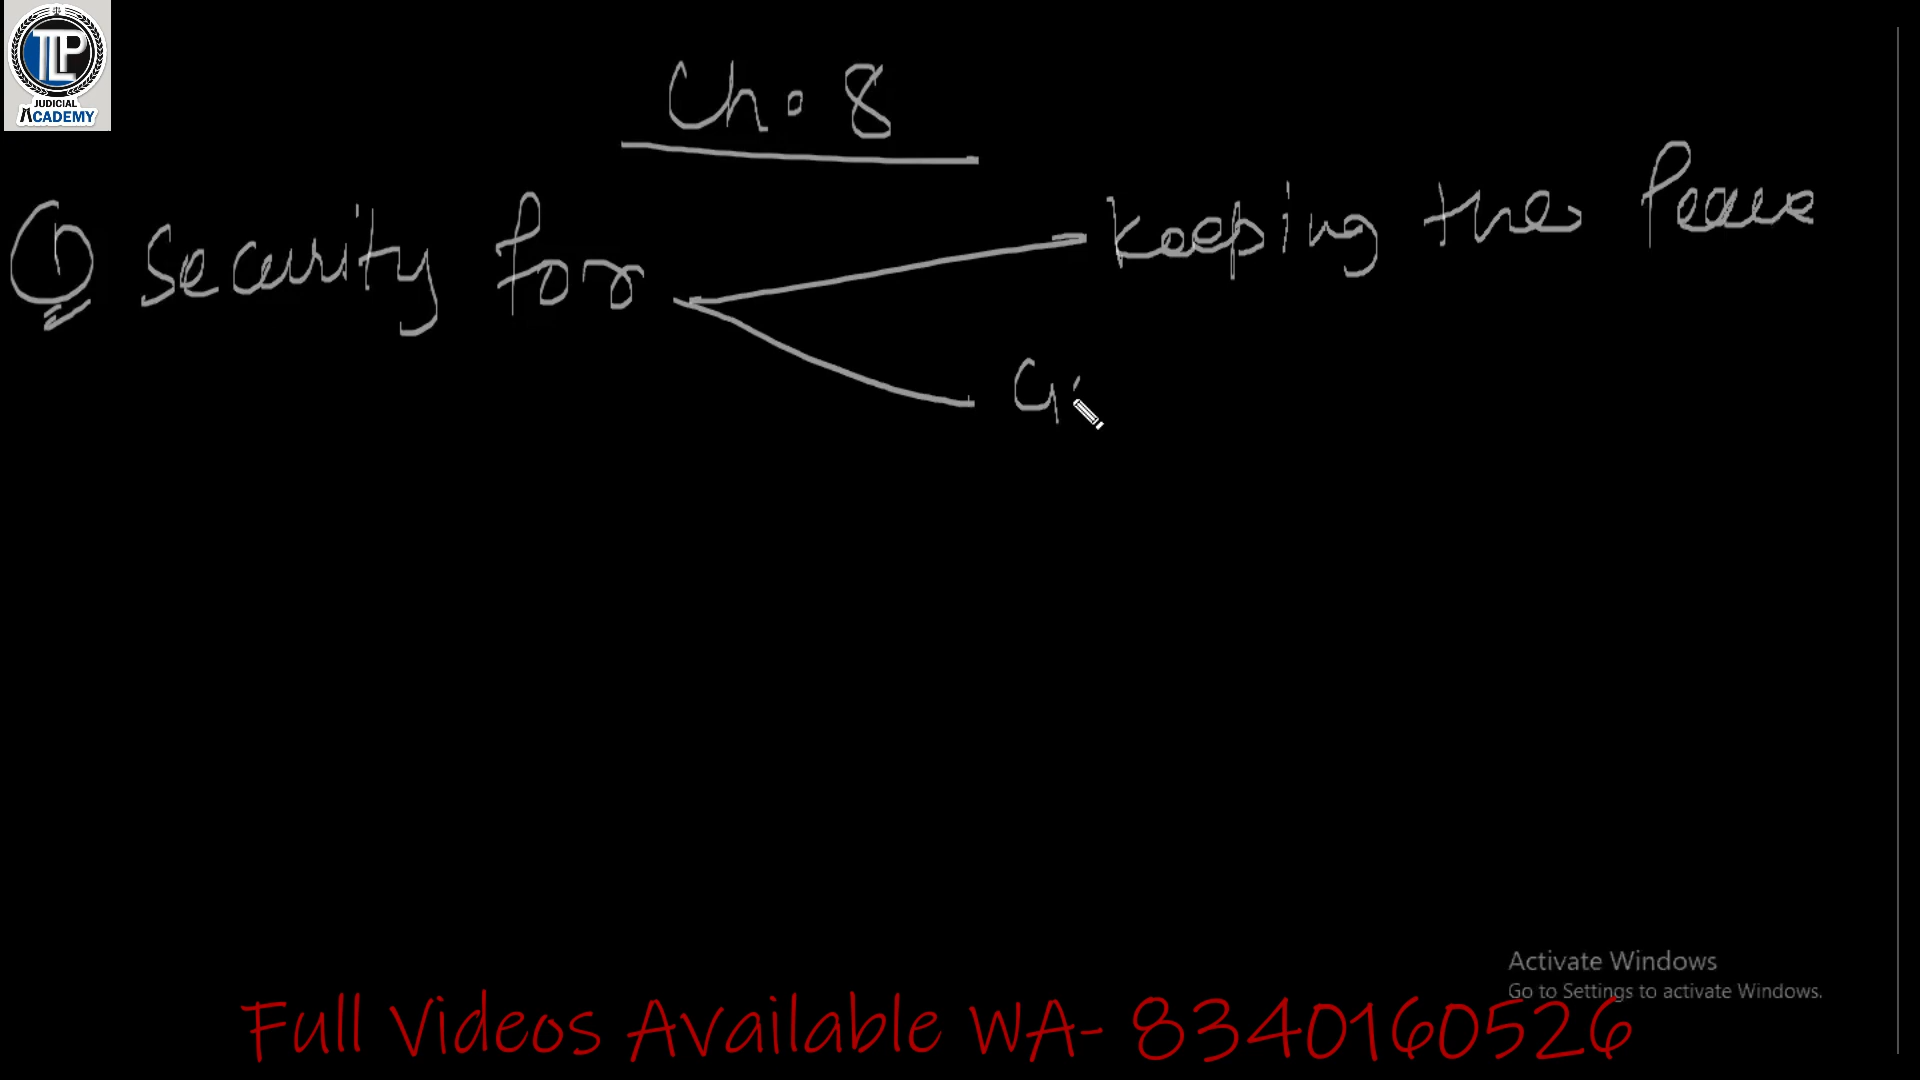 TLP
JUDICIAL
ACADEMY
Ch. 8
① Security for
keeping the Peace
G
Activate Windows
Go to Settings to activate Windows.
Full Videos Available WA- 8340160526